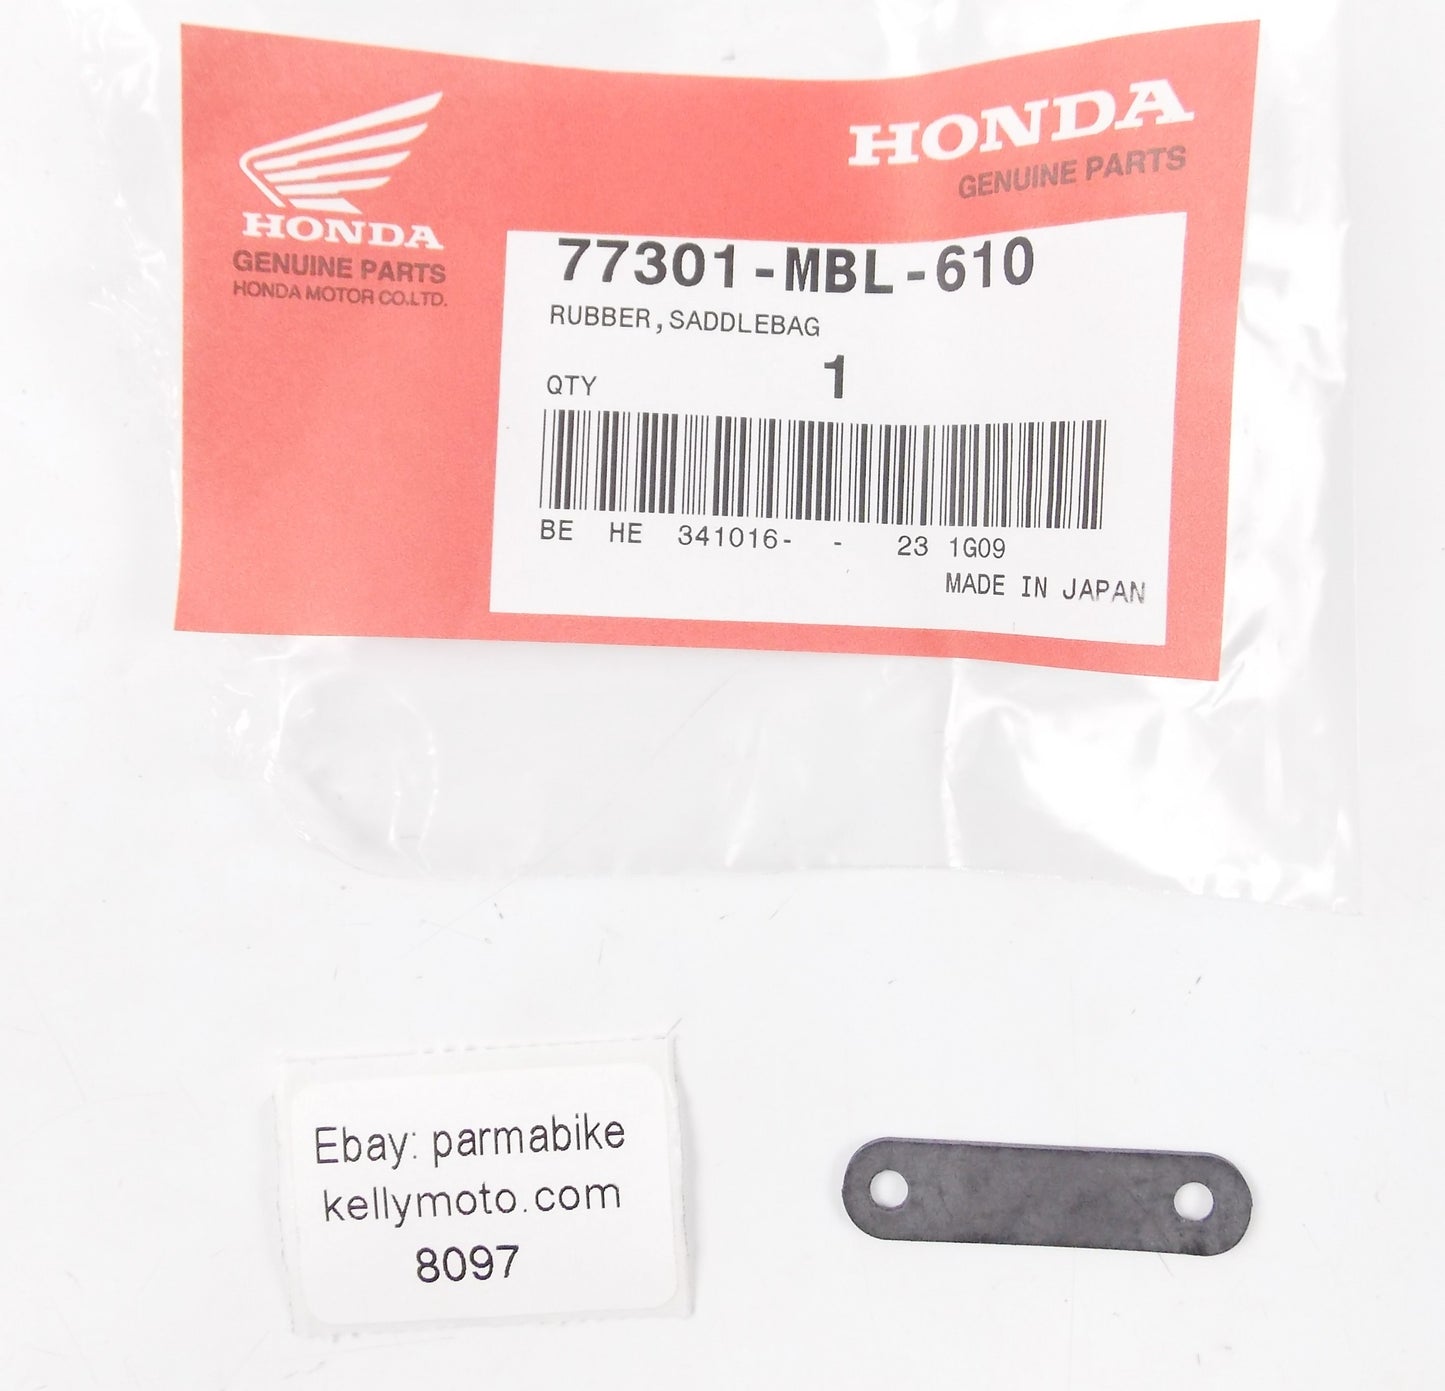 HONDA
GENUINE PARTS
HONDA MOTOR CO.LTD.
HONDA
GENUINE PARTS
77301-MBL-610
RUBBER,SADDLEBAG
QTY 1
BE HE 341016- - 23 1G09
MADE IN JAPAN
Ebay: parmabike
kellymoto.com
8097